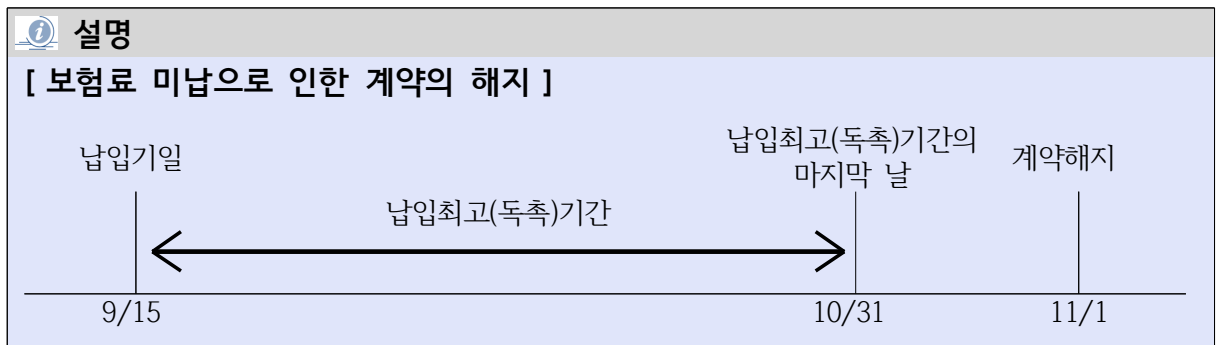 설명
[ 보험료 미납으로 인한 계약의 해지 ]
납입기일
납입최고(독촉)기간의
마지막 날
계약해지
납입최고(독촉)기간
9/15
10/31
11/1